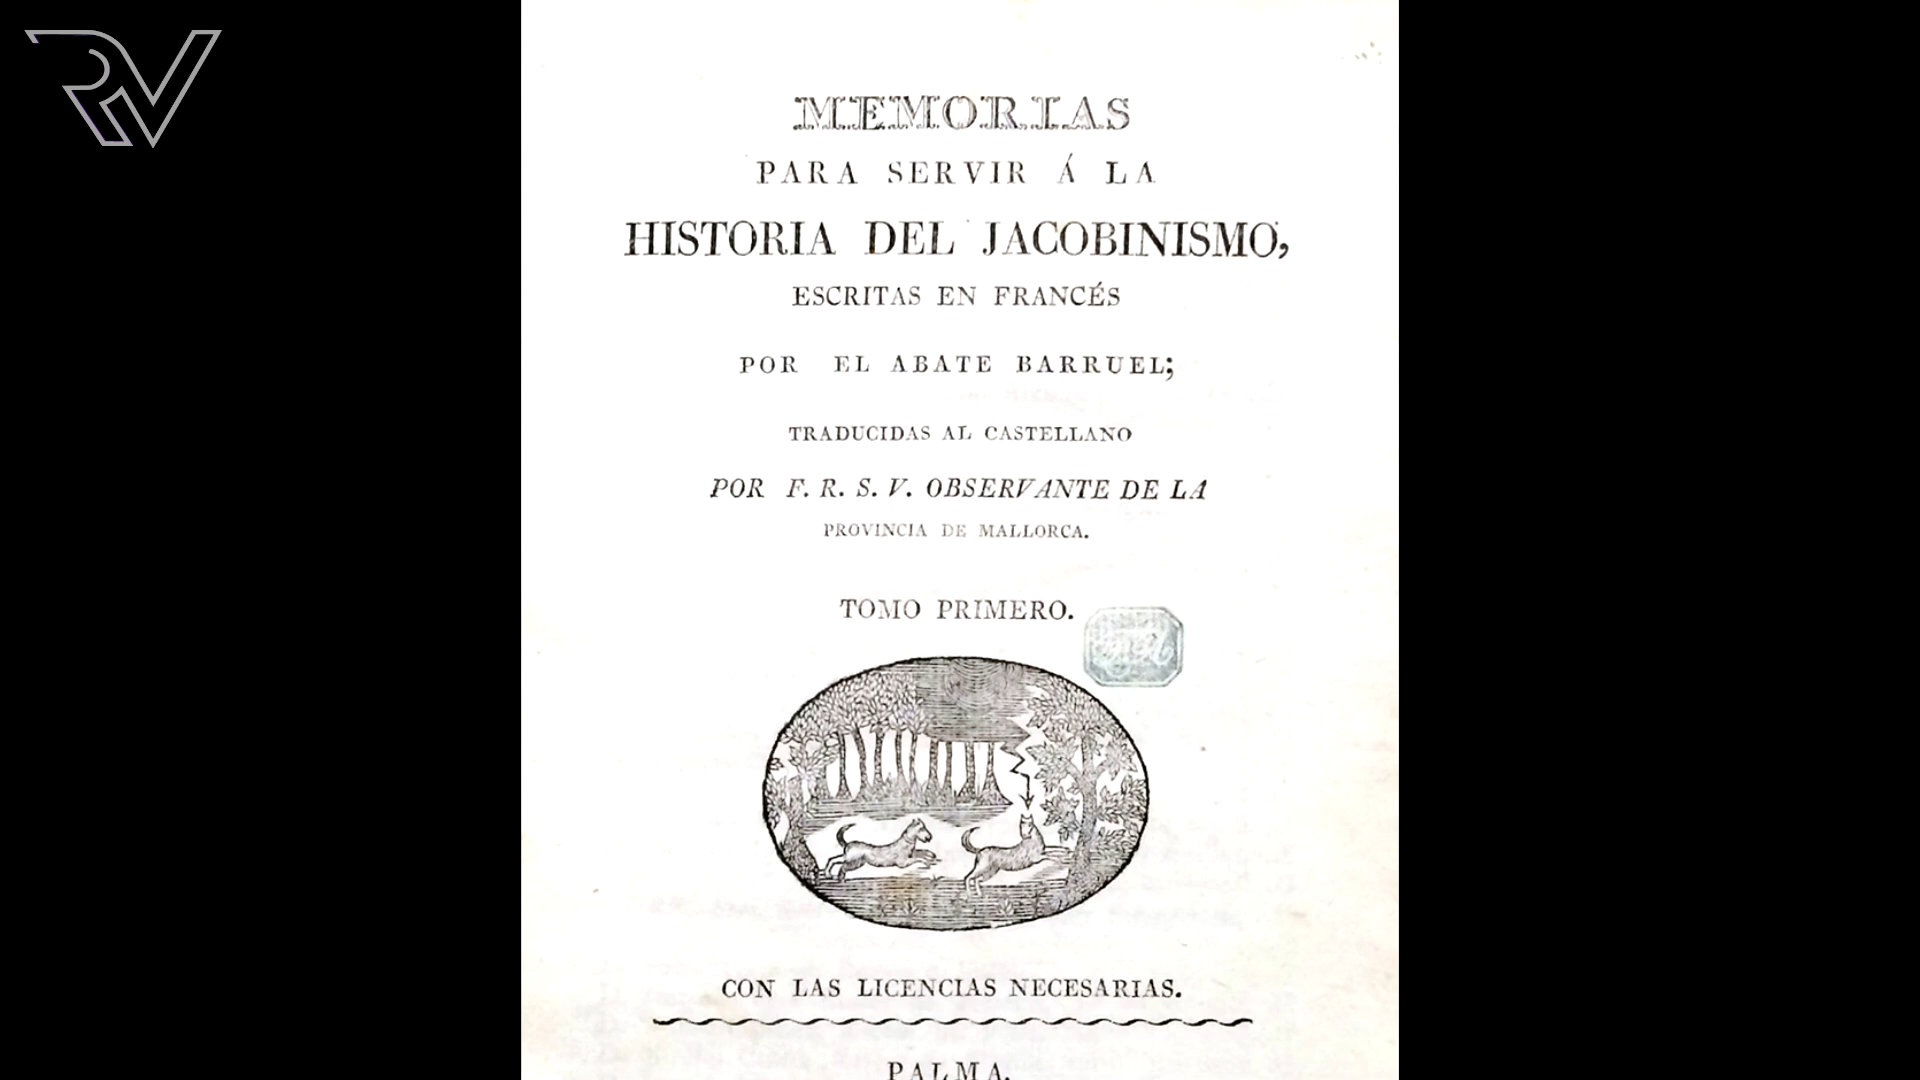 RV
MEMORIAS
PARA SERVIR Á LA
HISTORIA DEL JACOBINISMO,
ESCRITAS EN FRANCÉS
POR EL ABATE BARRUEL;
TRADUCIDAS AL CASTELLANO
POR F. R. S. V. OBSERVANTE DE LA
PROVINCIA DE MALLORCA.
TOMO PRIMERO.
CON LAS LICENCIAS NECESARIAS.
PALMA.